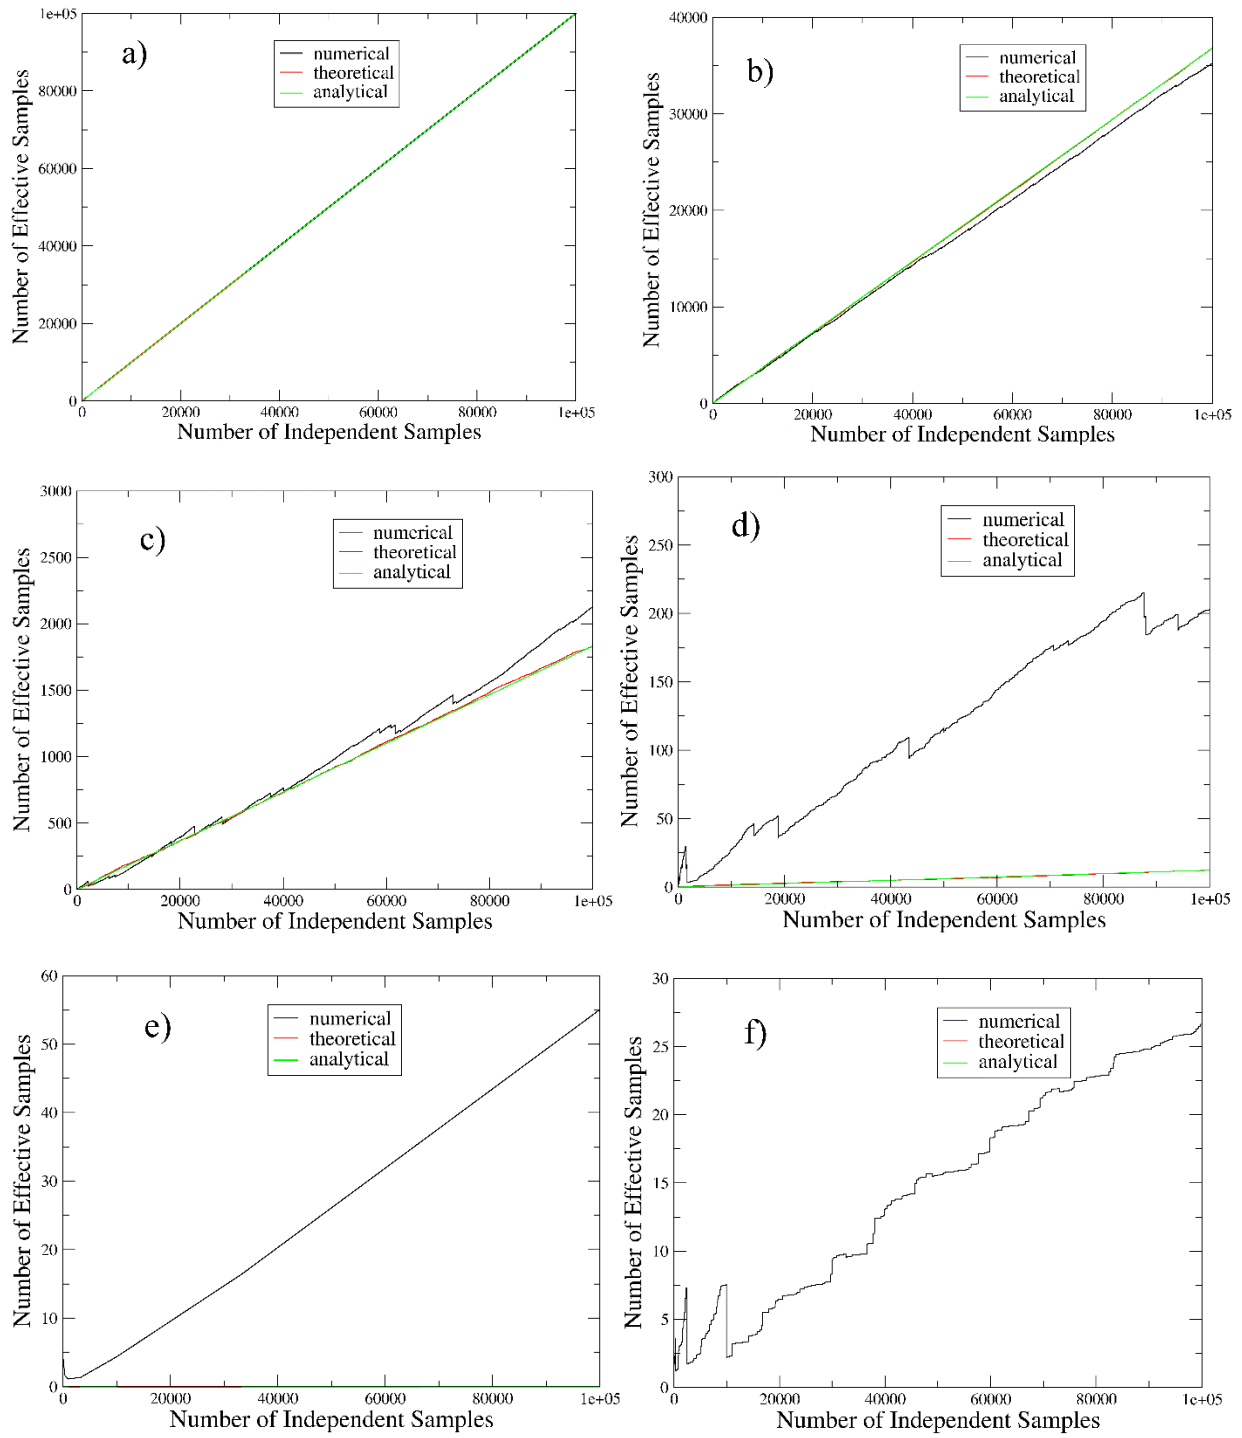 a)
numerical
theoretical
analytical
1e+05
80000
60000
40000
20000
0
Number of Effective Samples
0 20000 40000 60000 80000 1e+05
Number of Independent Samples
b)
numerical
theoretical
analytical
40000
30000
20000
10000
0
Number of Effective Samples
0 20000 40000 60000 80000 1e+05
Number of Independent Samples
c)
numerical
theoretical
analytical
3000
2500
2000
1500
1000
500
0
Number of Effective Samples
0 20000 40000 60000 80000 1e+05
Number of Independent Samples
d)
numerical
theoretical
analytical
300
250
200
150
100
50
0
Number of Effective Samples
0 20000 40000 60000 80000 1e+05
Number of Independent Samples
e)
numerical
theoretical
analytical
60
50
40
30
20
10
0
Number of Effective Samples
0 20000 40000 60000 80000 1e+05
Number of Independent Samples
f)
numerical
theoretical
analytical
30
25
20
15
10
5
0
Number of Effective Samples
0 20000 40000 60000 80000 1e+05
Number of Independent Samples